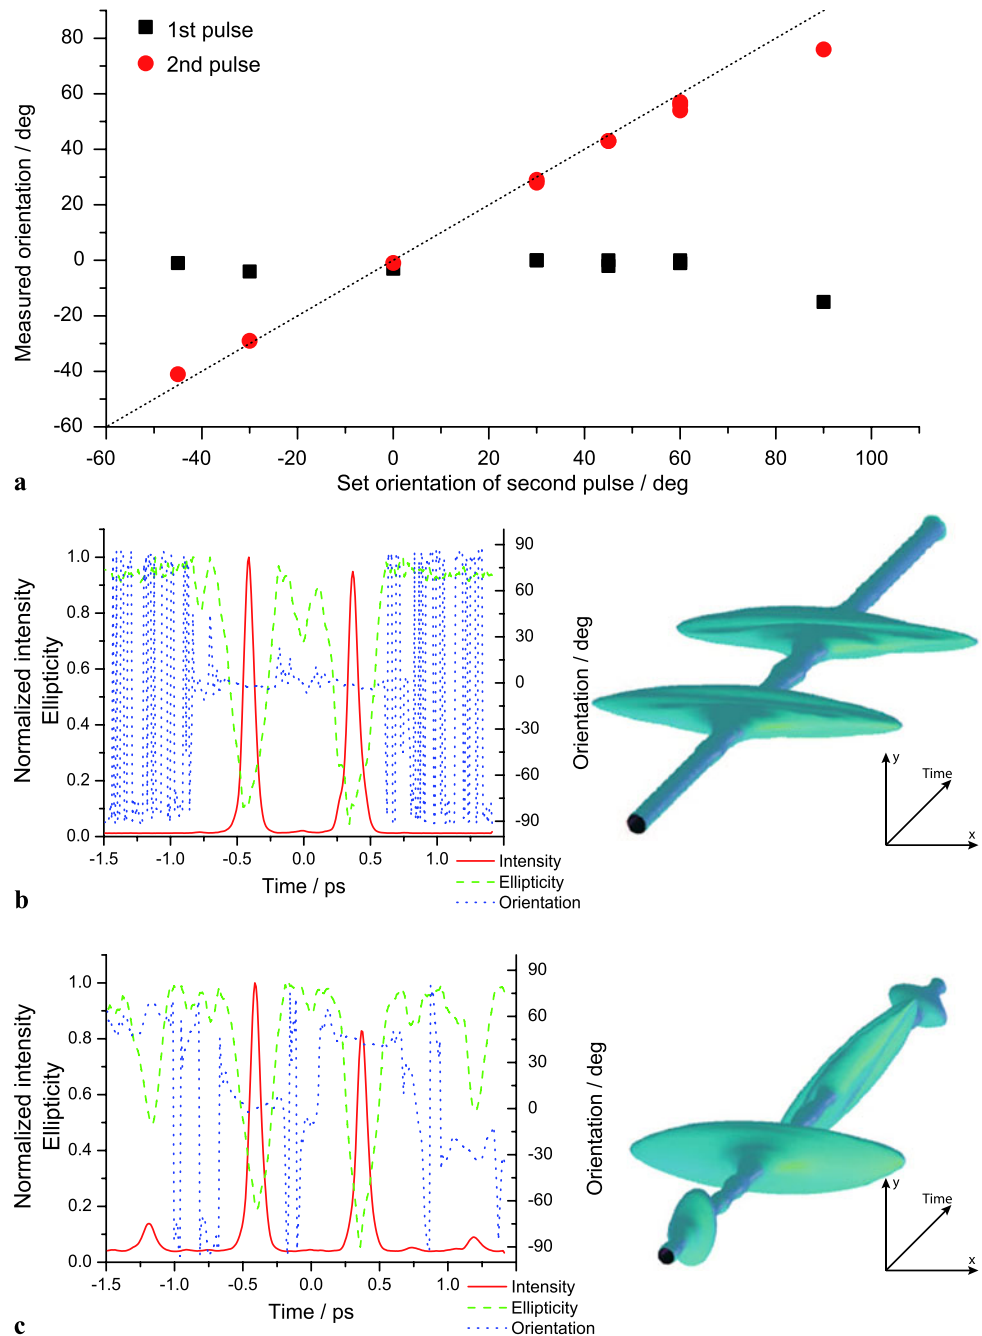 1st pulse
2nd pulse
Measured orientation / deg
80
60
40
20
0
-20
-40
-60
-60 -40 -20 0 20 40 60 80 100
Set orientation of second pulse / deg
a
Normalized intensity
Ellipticity
1.0
0.8
0.6
0.4
0.2
0.0
-1.5 -1.0 -0.5 0.0 0.5 1.0
Time / ps
90
60
30
0
-30
-60
-90
Orientation / deg
Intensity
Ellipticity
Orientation
y
Time
x
b
Normalized intensity
Ellipticity
1.0
0.8
0.6
0.4
0.2
0.0
-1.5 -1.0 -0.5 0.0 0.5 1.0
Time / ps
90
60
30
0
-30
-60
-90
Orientation / deg
Intensity
Ellipticity
Orientation
y
Time
x
c